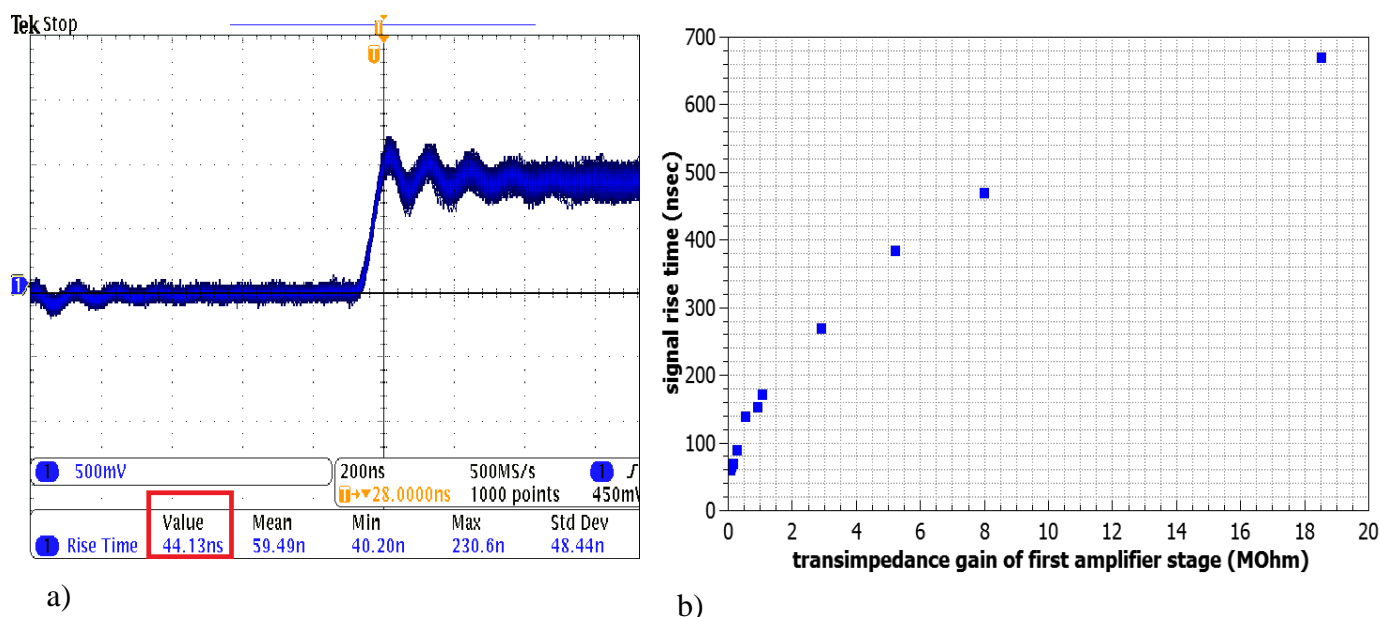 Tek Stop
T
1
1 500mV
200ns 500MS/s 1
T→▼28.0000ns 1000 points 450mV
Value Mean Min Max Std Dev
1 Rise Time 44.13ns 59.49n 40.20n 230.6n 48.44n
a)
700
600
500
400
300
200
100
0
signal rise time (nsec)
0 2 4 6 8 10 12 14 16 18 20
transimpedance gain of first amplifier stage (MOhm)
b)